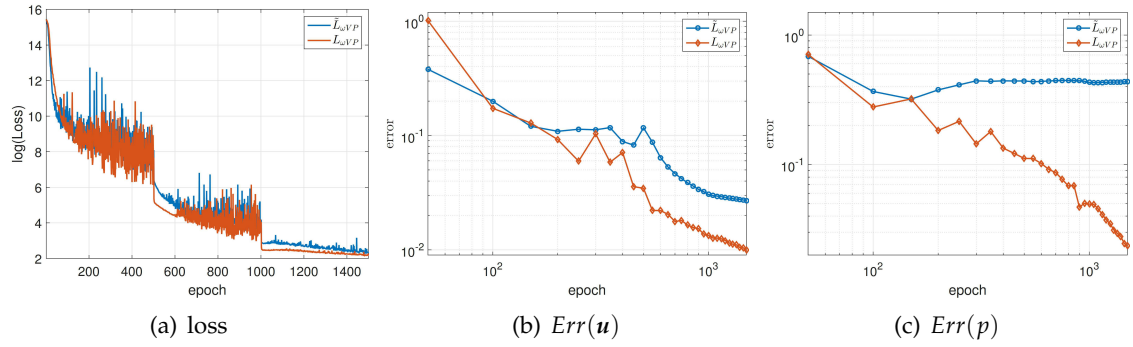 16
14
12
10
8
6
4
2
log(Loss)
200 400 600 800 1000 1200 1400
epoch
L̃ωVP
LωVP
(a) loss
10⁰
10⁻¹
10⁻²
error
10² 10³
epoch
L̃ωVP
LωVP
(b) Err(u)
10⁰
10⁻¹
error
10² 10³
epoch
L̃ωVP
LωVP
(c) Err(p)